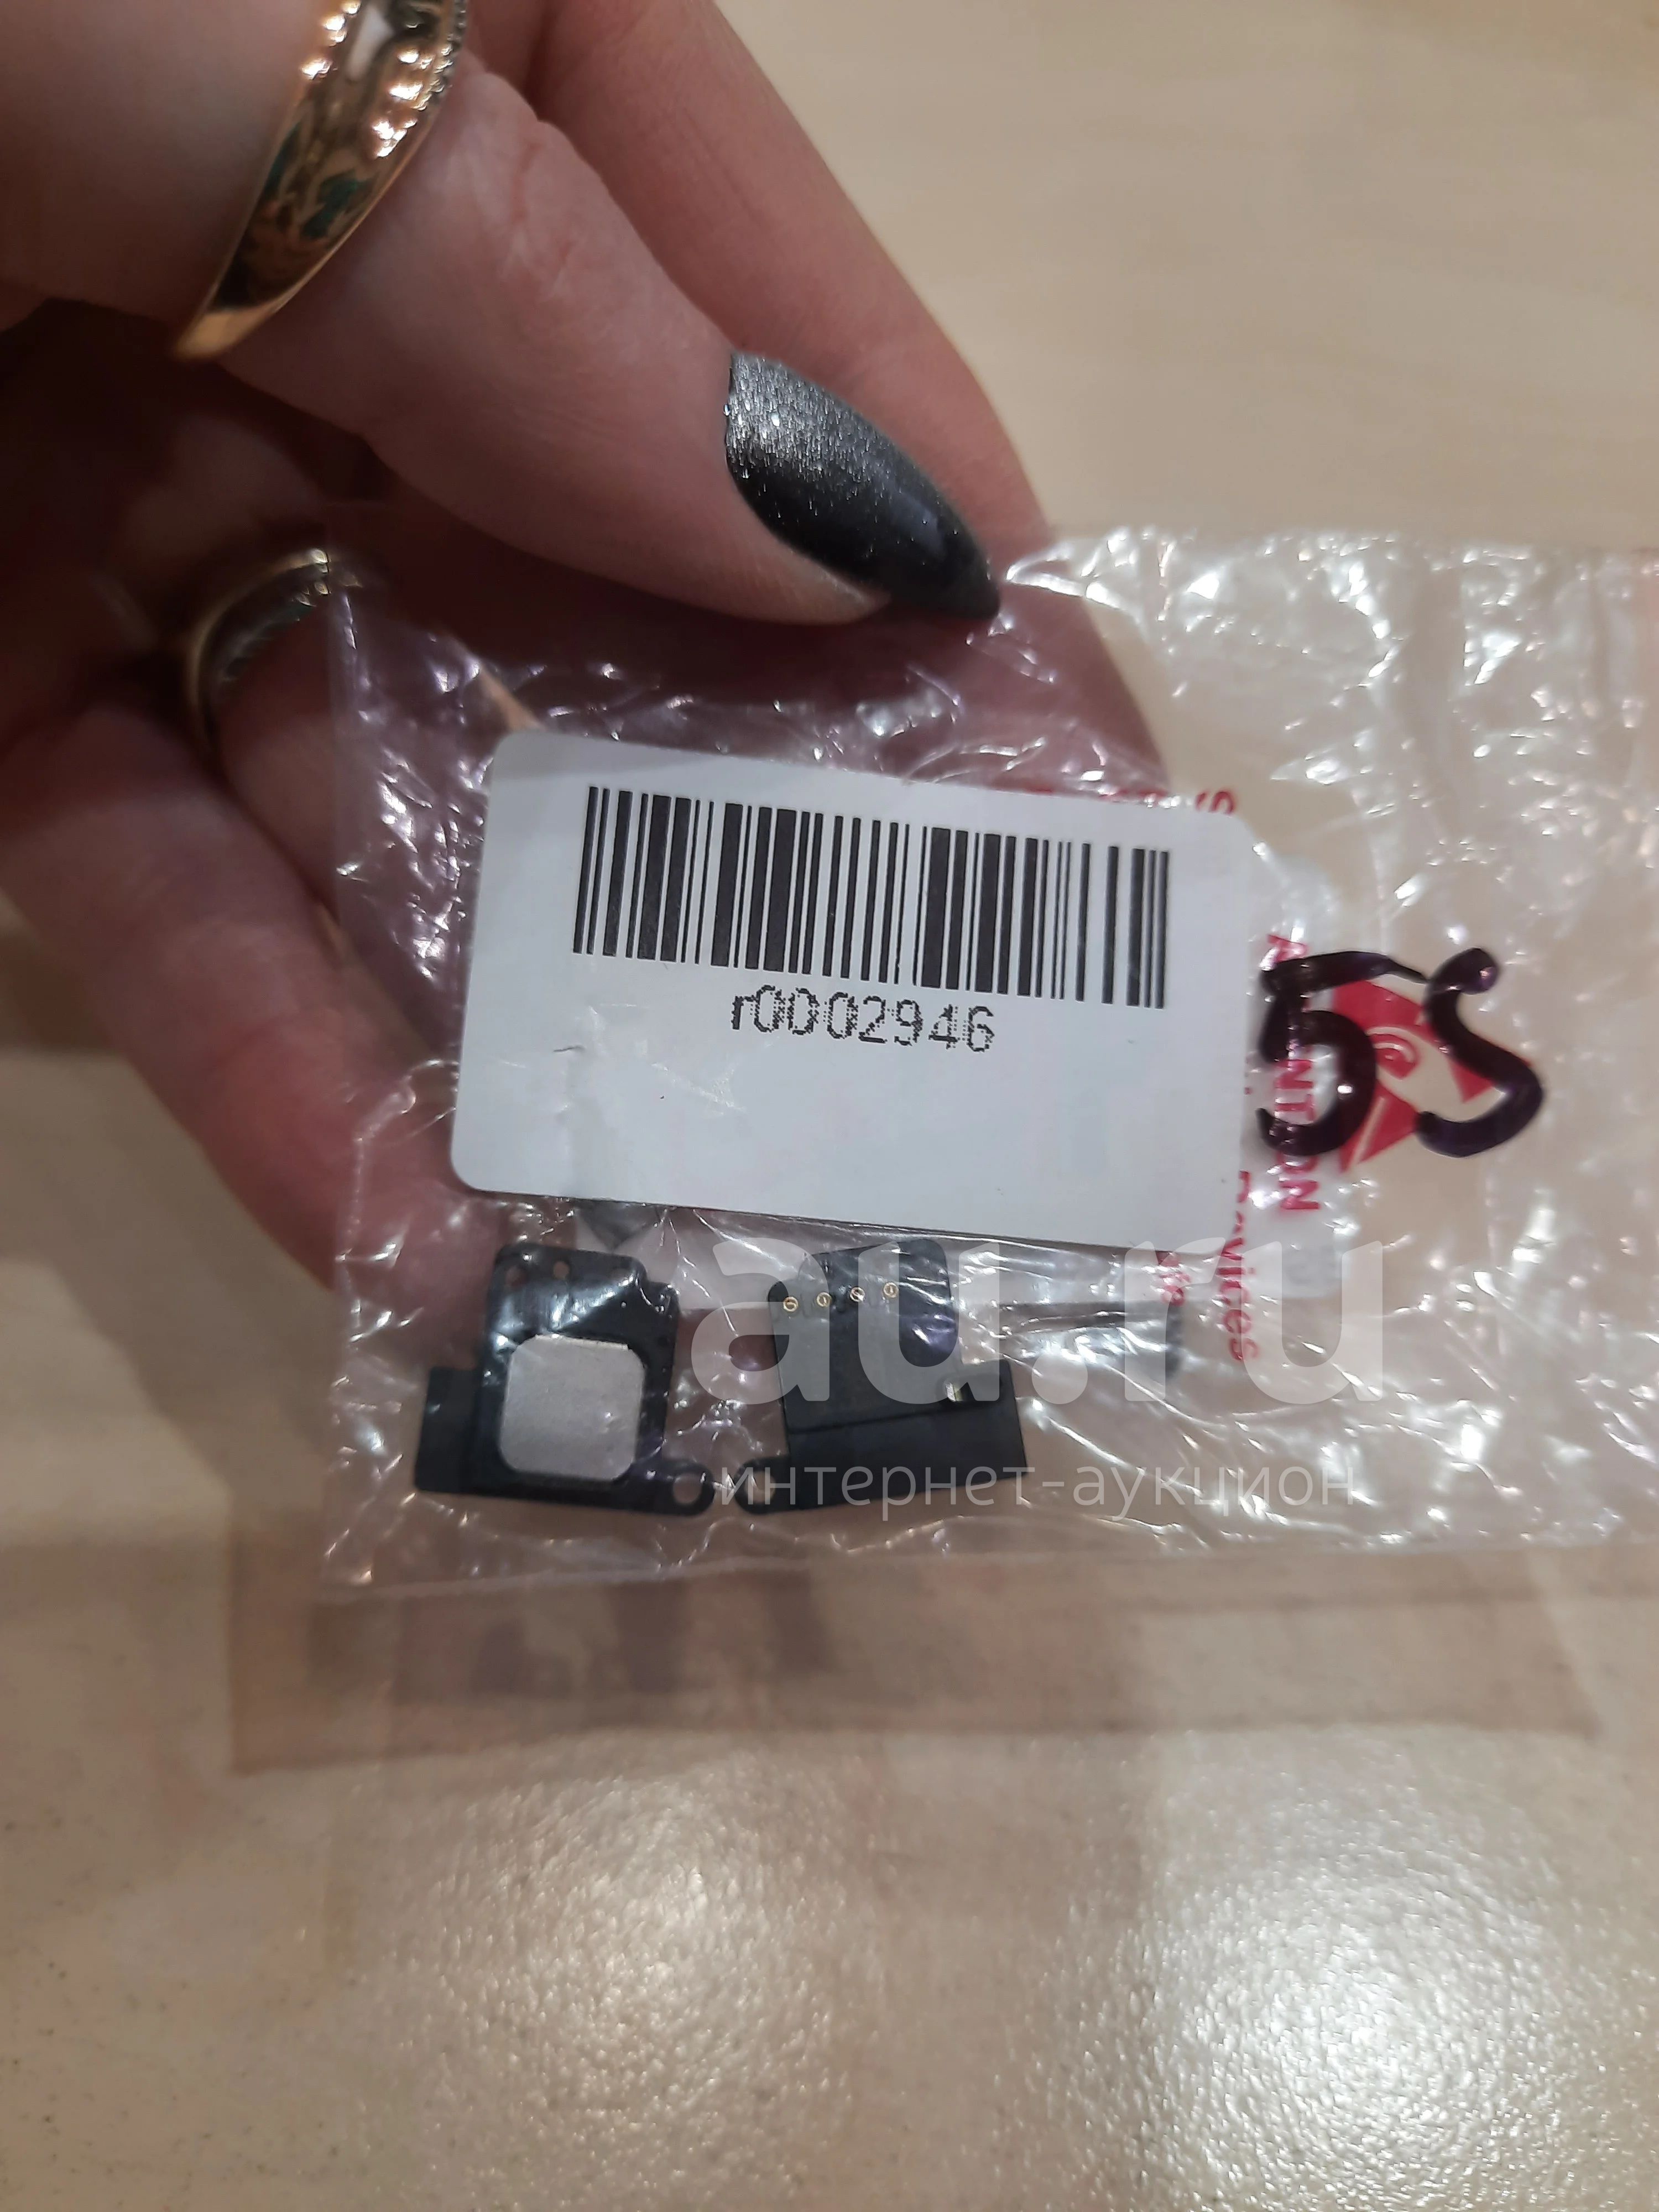 r0002946
5S
au.ru
интернет-аукцион